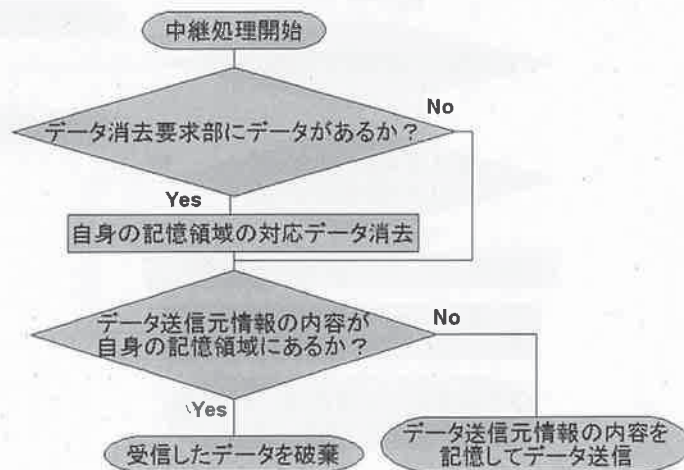 中継処理開始
データ消去要求部にデータがあるか？
No
Yes
自身の記憶領域の対応データ消去
データ送信元情報の内容が
自身の記憶領域にあるか？
No
Yes
受信したデータを破棄
データ送信元情報の内容を
記憶してデータ送信